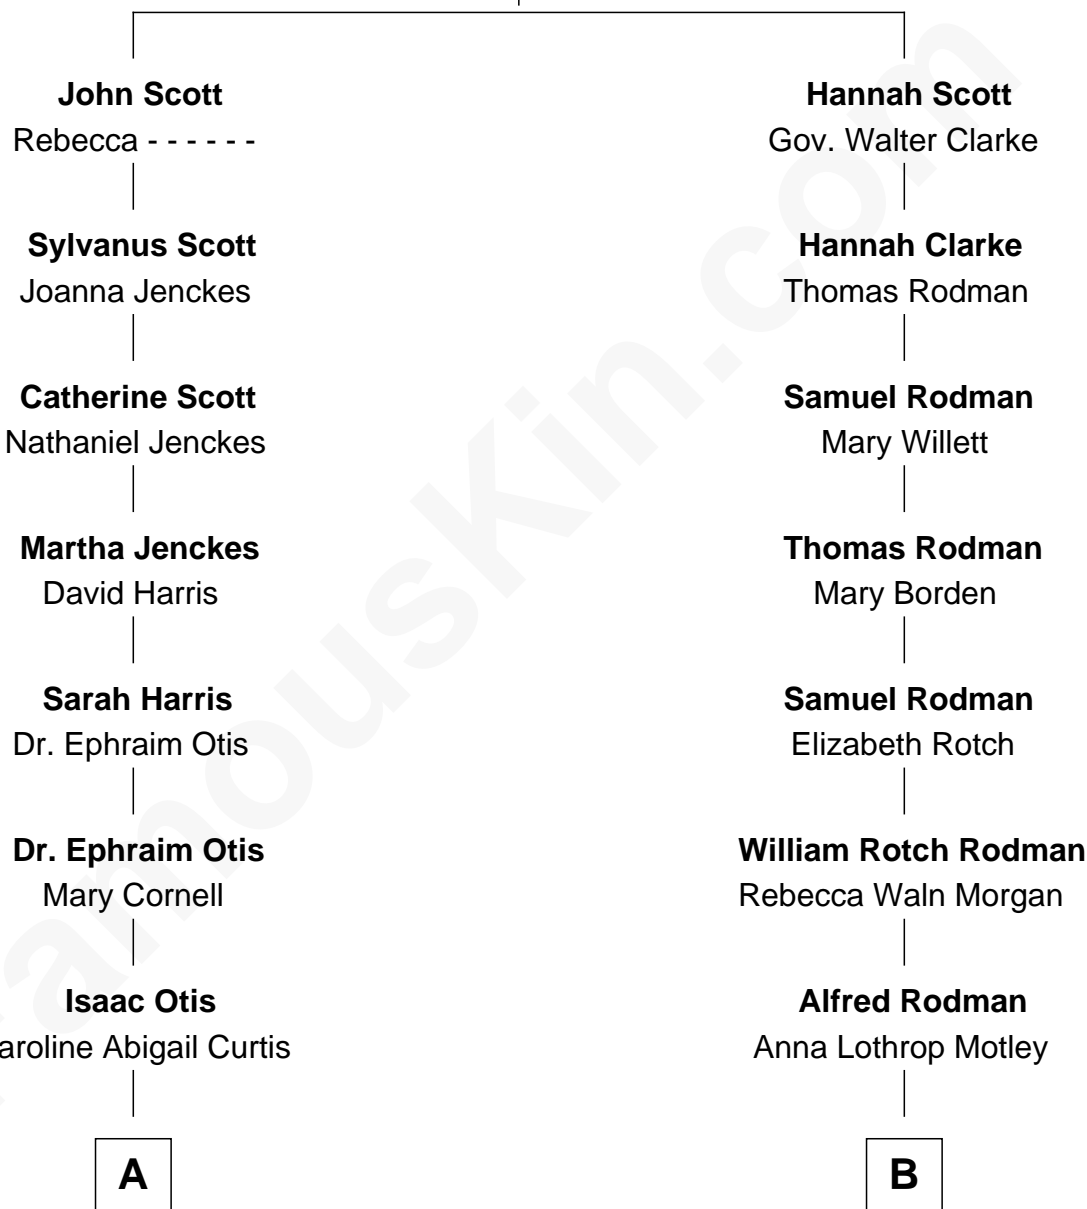 John Scott
Rebecca - - - - - -
Sylvanus Scott
Joanna Jenckes
Catherine Scott
Nathaniel Jenckes
Martha Jenckes
David Harris
Sarah Harris
Dr. Ephraim Otis
Dr. Ephraim Otis
Mary Cornell
Isaac Otis
aroline Abigail Curtis
A
Hannah Scott
Gov. Walter Clarke
Hannah Clarke
Thomas Rodman
Samuel Rodman
Mary Willett
Thomas Rodman
Mary Borden
Samuel Rodman
Elizabeth Rotch
William Rotch Rodman
Rebecca Waln Morgan
Alfred Rodman
Anna Lothrop Motley
B
famouskin.com